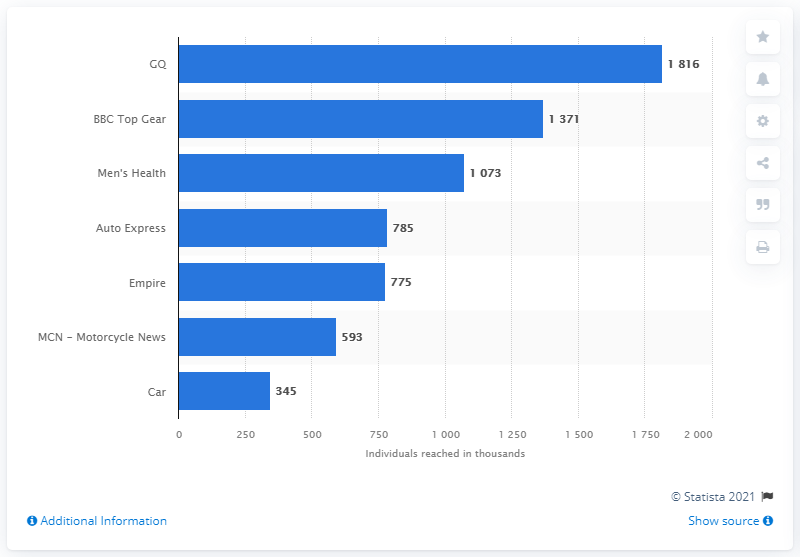 GQ 1 816
BBC Top Gear 1 371
Men's Health 1 073
Auto Express 785
Empire 775
MCN - Motorcycle News 593
Car 345
0 250 500 750 1 000 1 250 1 500 1 750 2 000
Individuals reached in thousands
© Statista 2021
Additional Information Show source